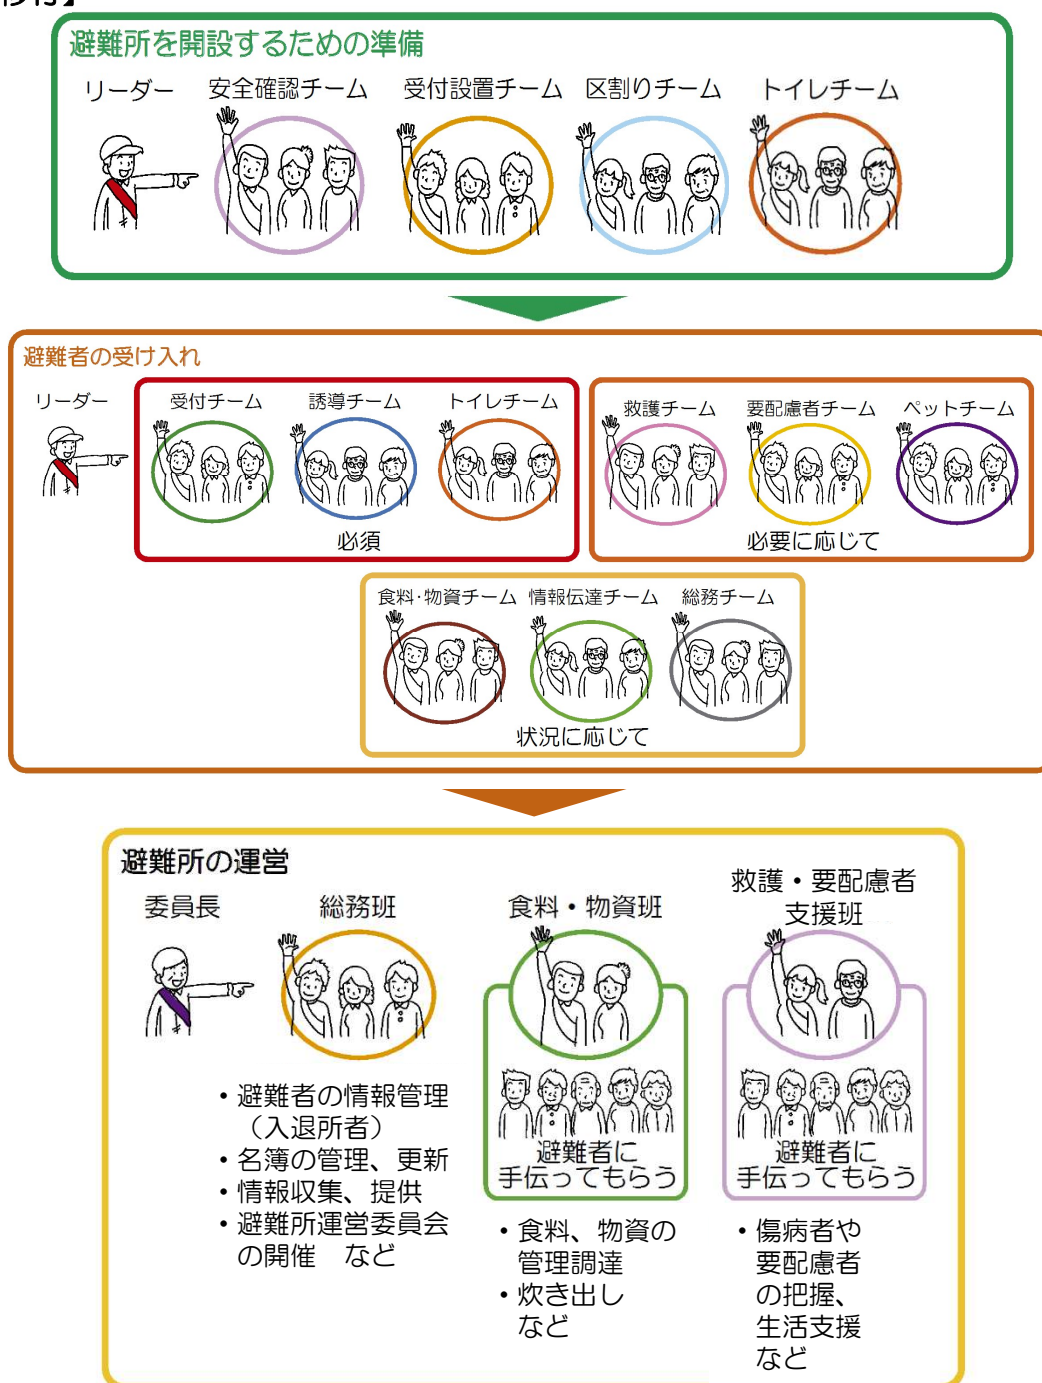 避難所を開設するための準備
リーダー 安全確認チーム 受付設置チーム 区割りチーム トイレチーム
避難者の受け入れ
リーダー 受付チーム 誘導チーム トイレチーム 救護チーム 要配慮者チーム ペットチーム
必須 必要に応じて
食料・物資チーム 情報伝達チーム 総務チーム
状況に応じて
避難所の運営
委員長
総務班
・避難者の情報管理
（入退所者）
・名簿の管理、更新
・情報収集、提供
・避難所運営委員会
の開催　など
食料・物資班
避難者に
手伝ってもらう
・食料、物資の
管理調達
・炊き出し
など
救護・要配慮者
支援班
避難者に
手伝ってもらう
・傷病者や
要配慮者
の把握、
生活支援
など